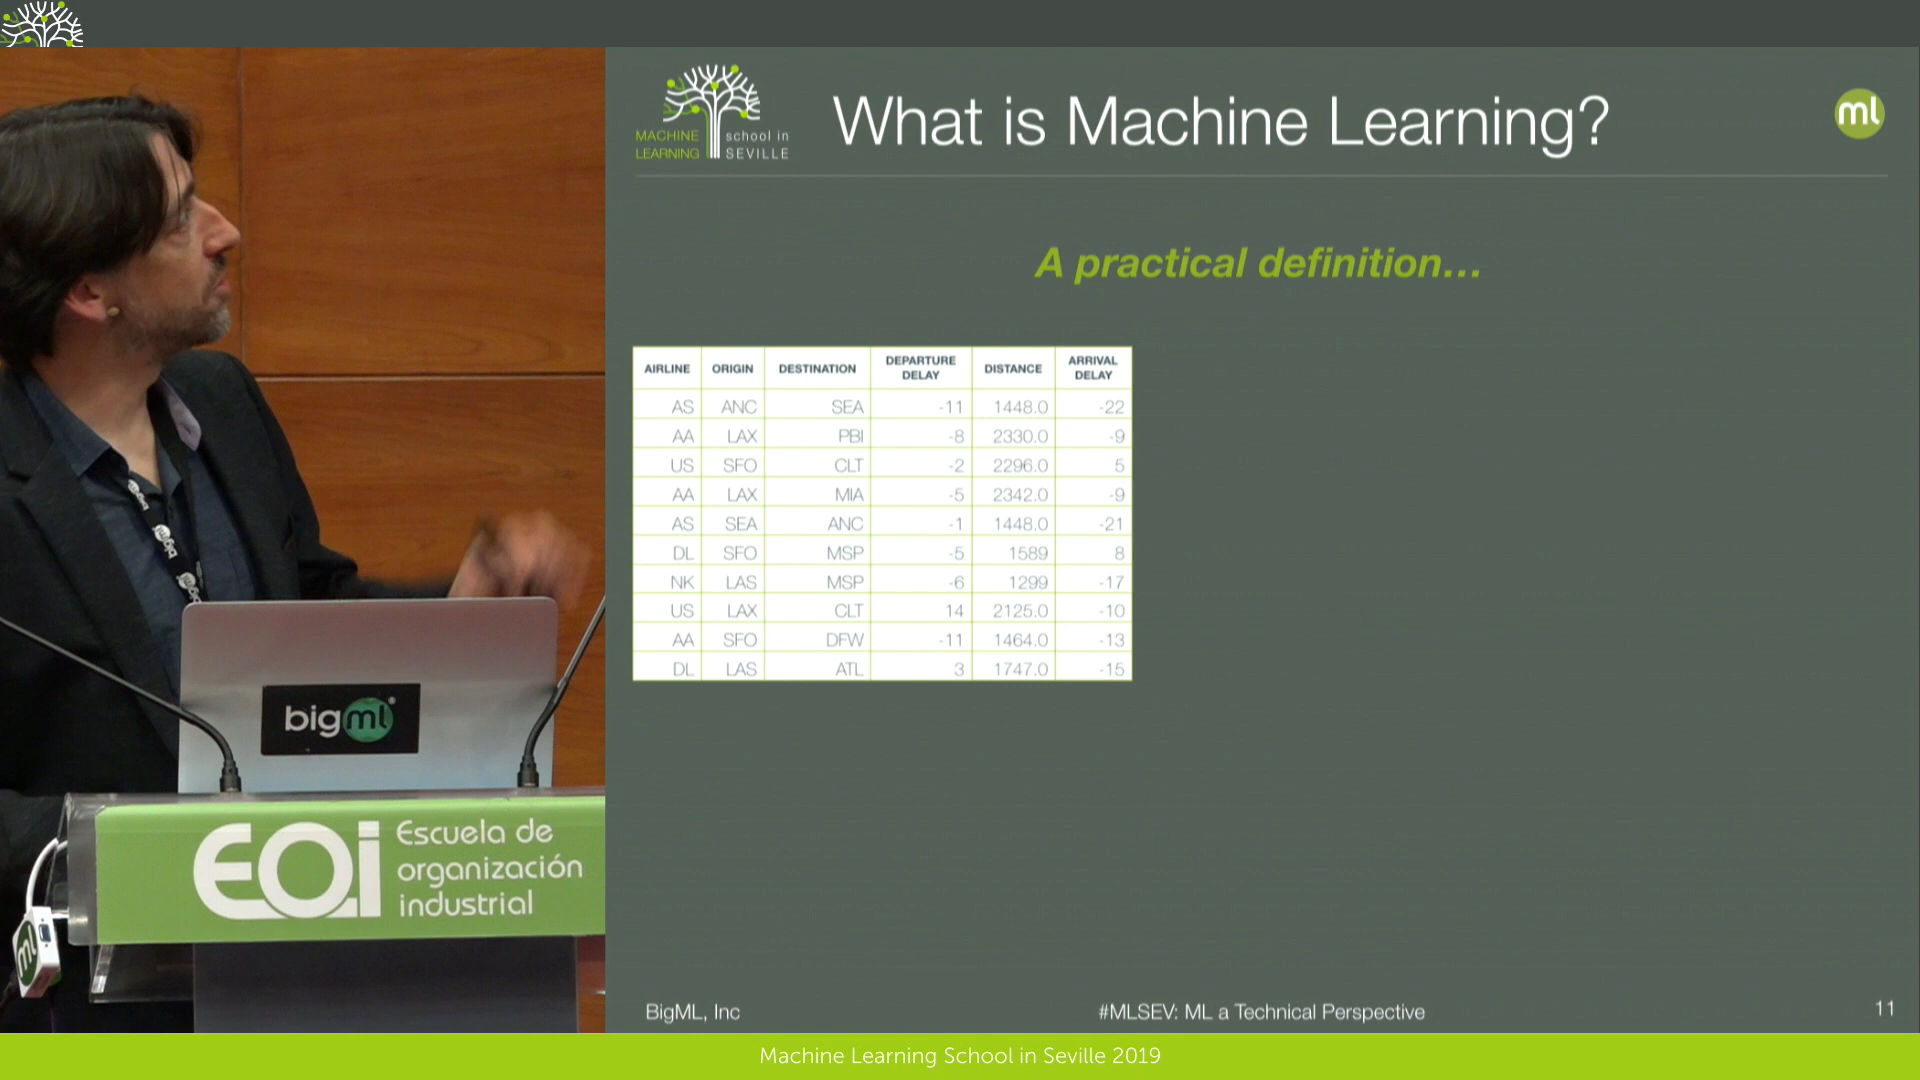 MACHINE
LEARNING
school in
SEVILLE
What is Machine Learning?
ml
A practical definition...
AIRLINE ORIGIN DESTINATION DEPARTURE DELAY DISTANCE ARRIVAL DELAY
AS ANC SEA -11 1448.0 -22
AA LAX PBI -8 2330.0 -9
US SFO CLT -2 2296.0 5
AA LAX MIA -5 2342.0 -9
AS SEA ANC -1 1448.0 -21
DL SFO MSP -5 1589 8
NK LAS MSP -6 1299 -17
US LAX CLT 14 2125.0 -10
AA SFO DFW -11 1464.0 -13
DL LAS ATL 3 1747.0 -15
bigml
EOi
Escuela de
organización
industrial
ml
BigML, Inc
#MLSEV: ML a Technical Perspective
11
Machine Learning School in Seville 2019